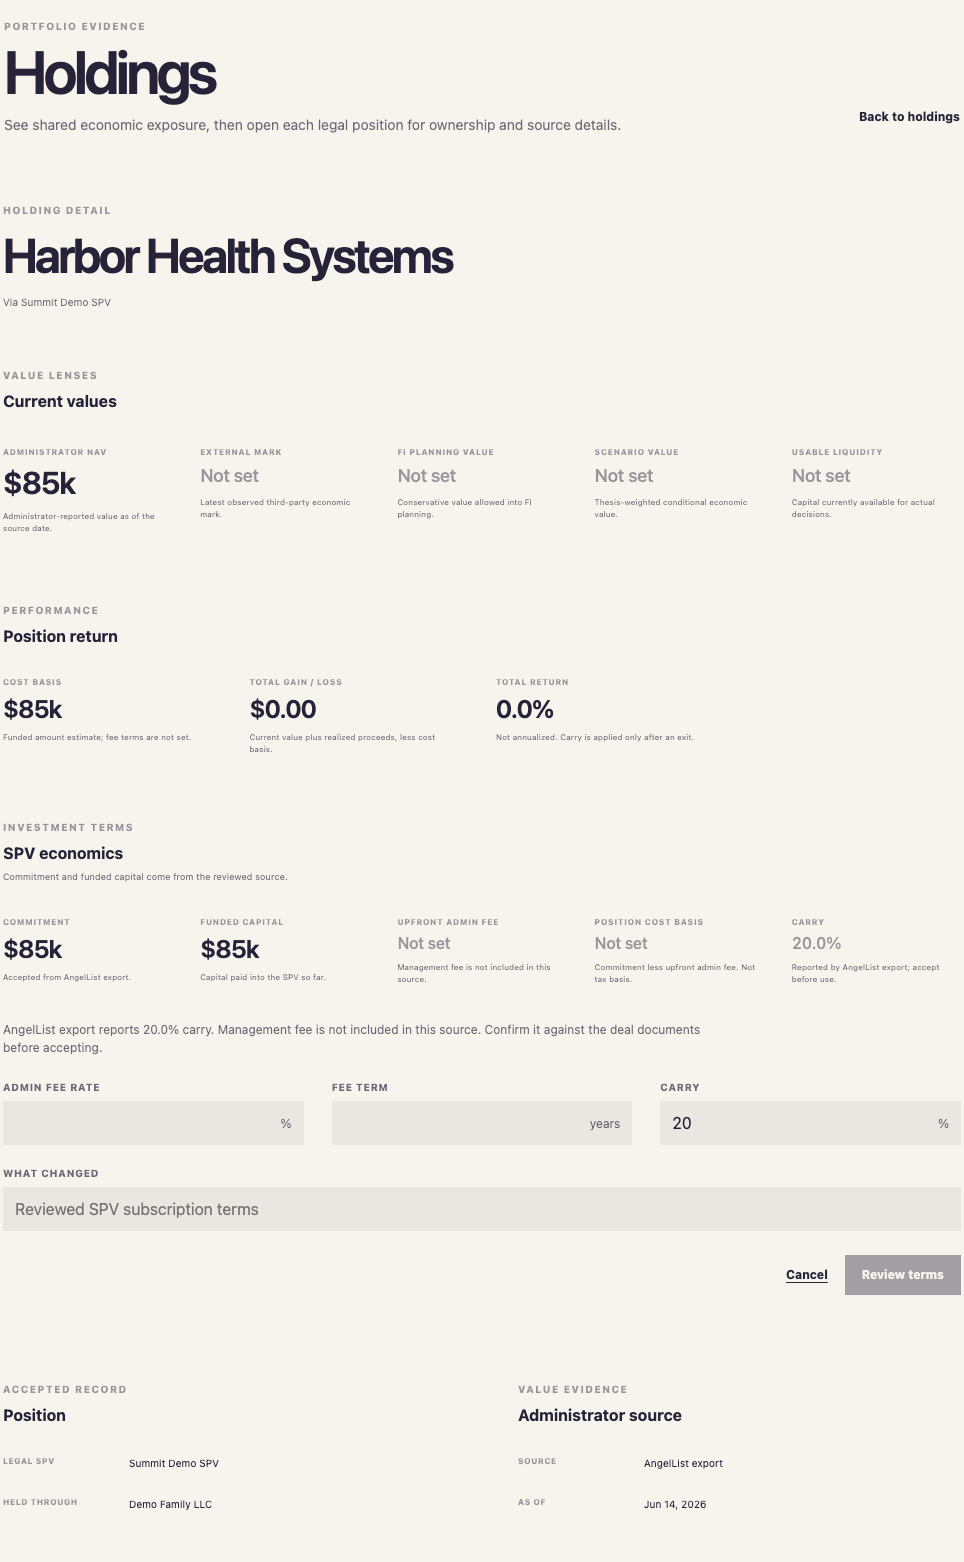 PORTFOLIO EVIDENCE
Holdings
See shared economic exposure, then open each legal position for ownership and source details.
Back to holdings
HOLDING DETAIL
Harbor Health Systems
Via Summit Demo SPV
VALUE LENSES
Current values
ADMINISTRATOR NAV
$85k
Administrator-reported value as of the
source date.
EXTERNAL MARK
Not set
Latest observed third-party economic
mark.
FI PLANNING VALUE
Not set
Conservative value allowed into FI
planning.
SCENARIO VALUE
Not set
Thesis-weighted conditional economic
value.
USABLE LIQUIDITY
Not set
Capital currently available for actual
decisions.
PERFORMANCE
Position return
COST BASIS
$85k
Funded amount estimate; fee terms are not set.
TOTAL GAIN / LOSS
$0.00
Current value plus realized proceeds, less cost
basis.
TOTAL RETURN
0.0%
Not annualized. Carry is applied only after an exit.
INVESTMENT TERMS
SPV economics
Commitment and funded capital come from the reviewed source.
COMMITMENT
$85k
Accepted from AngelList export.
FUNDED CAPITAL
$85k
Capital paid into the SPV so far.
UPFRONT ADMIN FEE
Not set
Management fee is not included in this
source.
POSITION COST BASIS
Not set
Commitment less upfront admin fee. Not
tax basis.
CARRY
20.0%
Reported by AngelList export; accept
before use.
AngelList export reports 20.0% carry. Management fee is not included in this source. Confirm it against the deal documents
before accepting.
ADMIN FEE RATE
%
FEE TERM
years
CARRY
20 %
WHAT CHANGED
Reviewed SPV subscription terms
Cancel
Review terms
ACCEPTED RECORD
Position
LEGAL SPV Summit Demo SPV
HELD THROUGH Demo Family LLC
VALUE EVIDENCE
Administrator source
SOURCE AngelList export
AS OF Jun 14, 2026